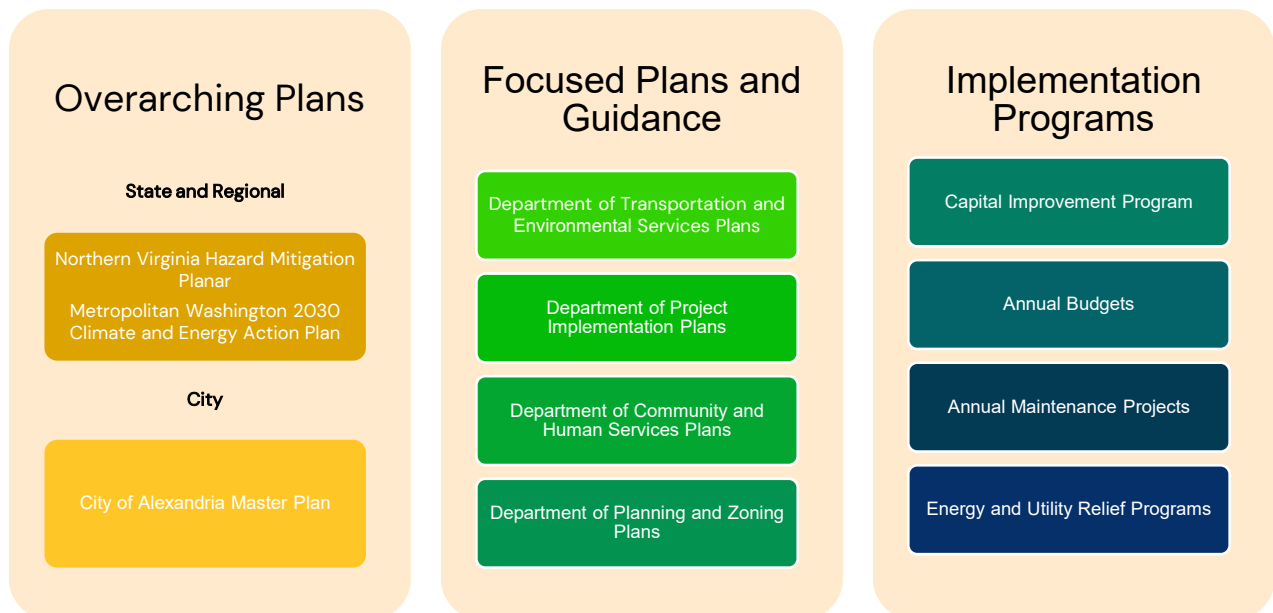 Overarching Plans
State and Regional
Northern Virginia Hazard Mitigation
Planar
Metropolitan Washington 2030
Climate and Energy Action Plan
City
City of Alexandria Master Plan
Focused Plans and
Guidance
Department of Transportation and
Environmental Services Plans
Department of Project
Implementation Plans
Department of Community and
Human Services Plans
Department of Planning and Zoning
Plans
Implementation
Programs
Capital Improvement Program
Annual Budgets
Annual Maintenance Projects
Energy and Utility Relief Programs